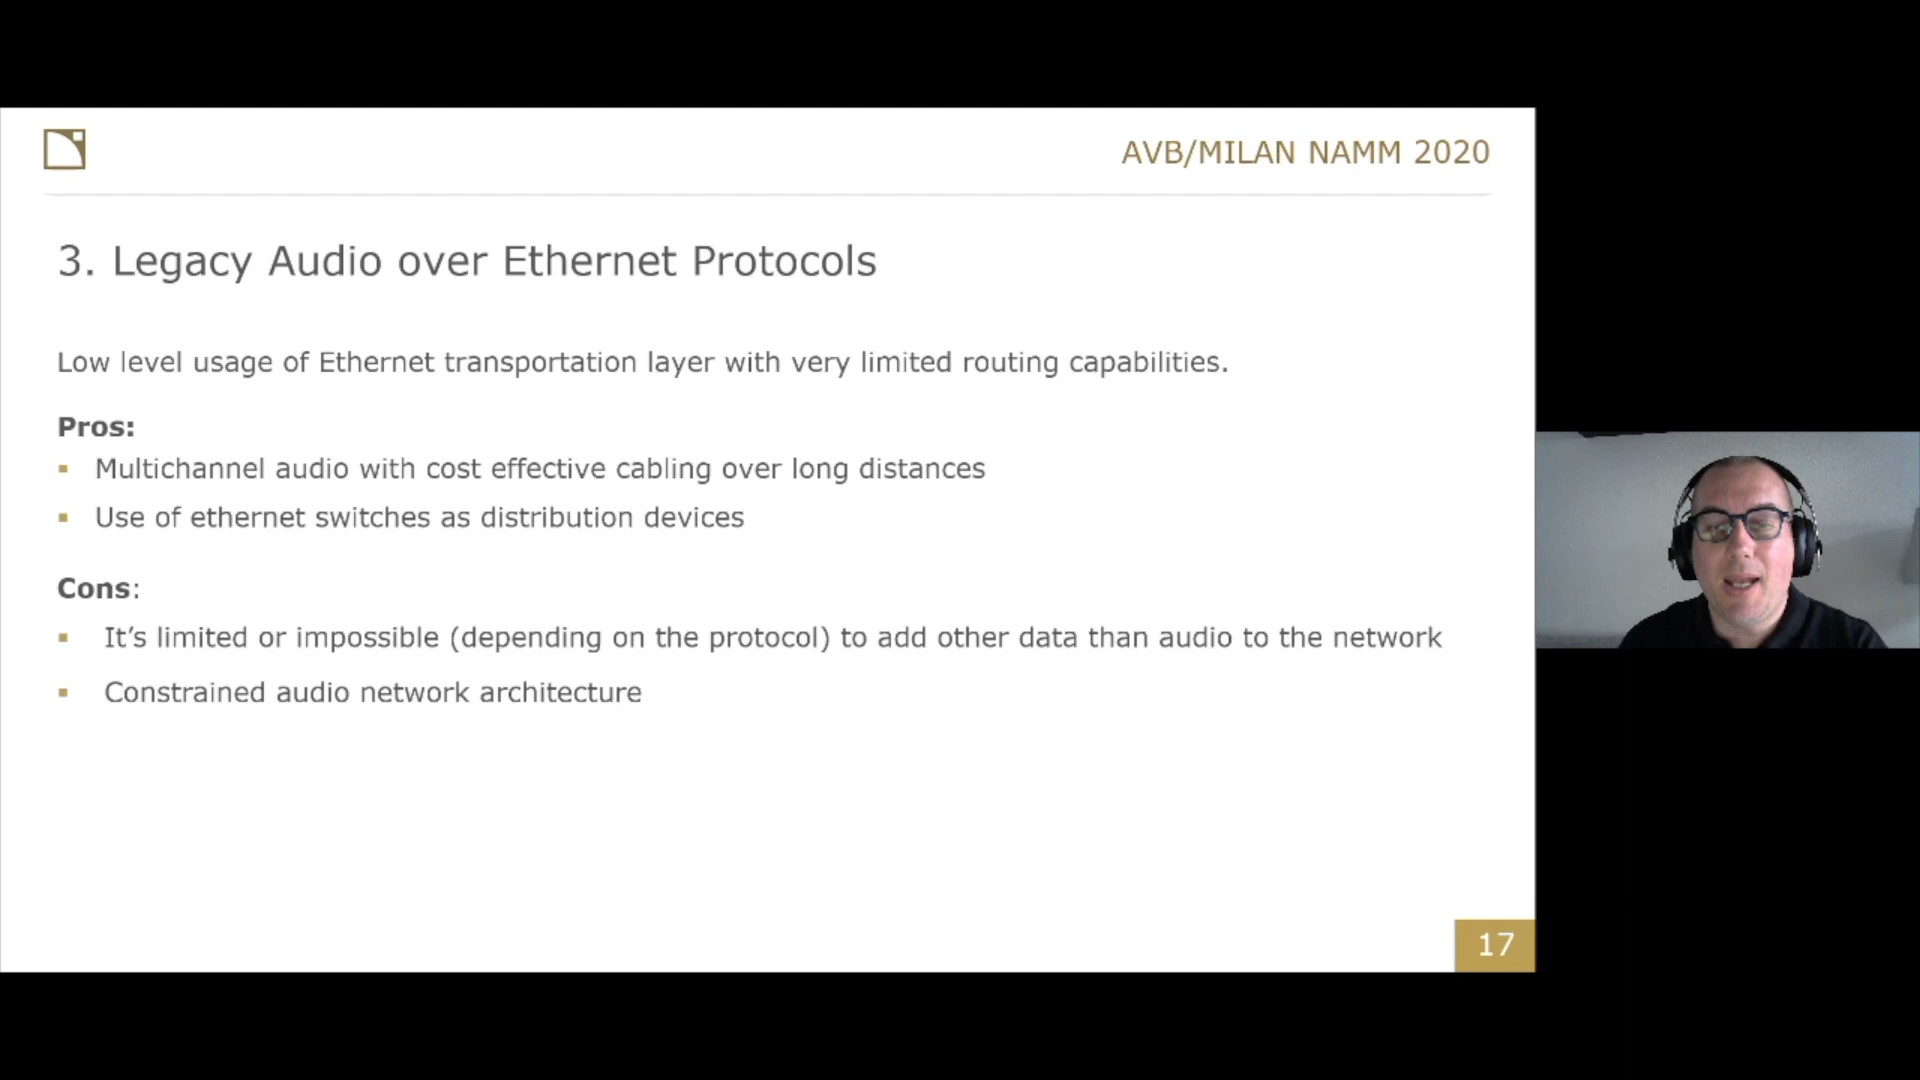 AVB/MILAN NAMM 2020
3. Legacy Audio over Ethernet Protocols
Low level usage of Ethernet transportation layer with very limited routing capabilities.
Pros:
▪ Multichannel audio with cost effective cabling over long distances
▪ Use of ethernet switches as distribution devices
Cons:
▪ It’s limited or impossible (depending on the protocol) to add other data than audio to the network
▪ Constrained audio network architecture
17